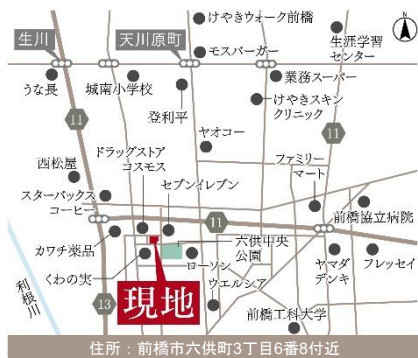 けやきウォーク前橋
生川
天川原町
モスバーガー
生涯学習
センター
うな長
城南小学校
業務スーパー
登利平
けやきスキン
クリニック
11
ヤオコー
11
西松屋
ドラッグストア
コスモス
ファミリー
マート
スターバックス
コーヒー
セブンイレブン
11
前橋協立病院
カワチ薬品
六供中央
公園
くわの実
ローソン
ヤマダ
デンキ
フレッセイ
利根川
13
現地
ウエルシア
前橋工科大学
住所：前橋市六供町3丁目6番8付近